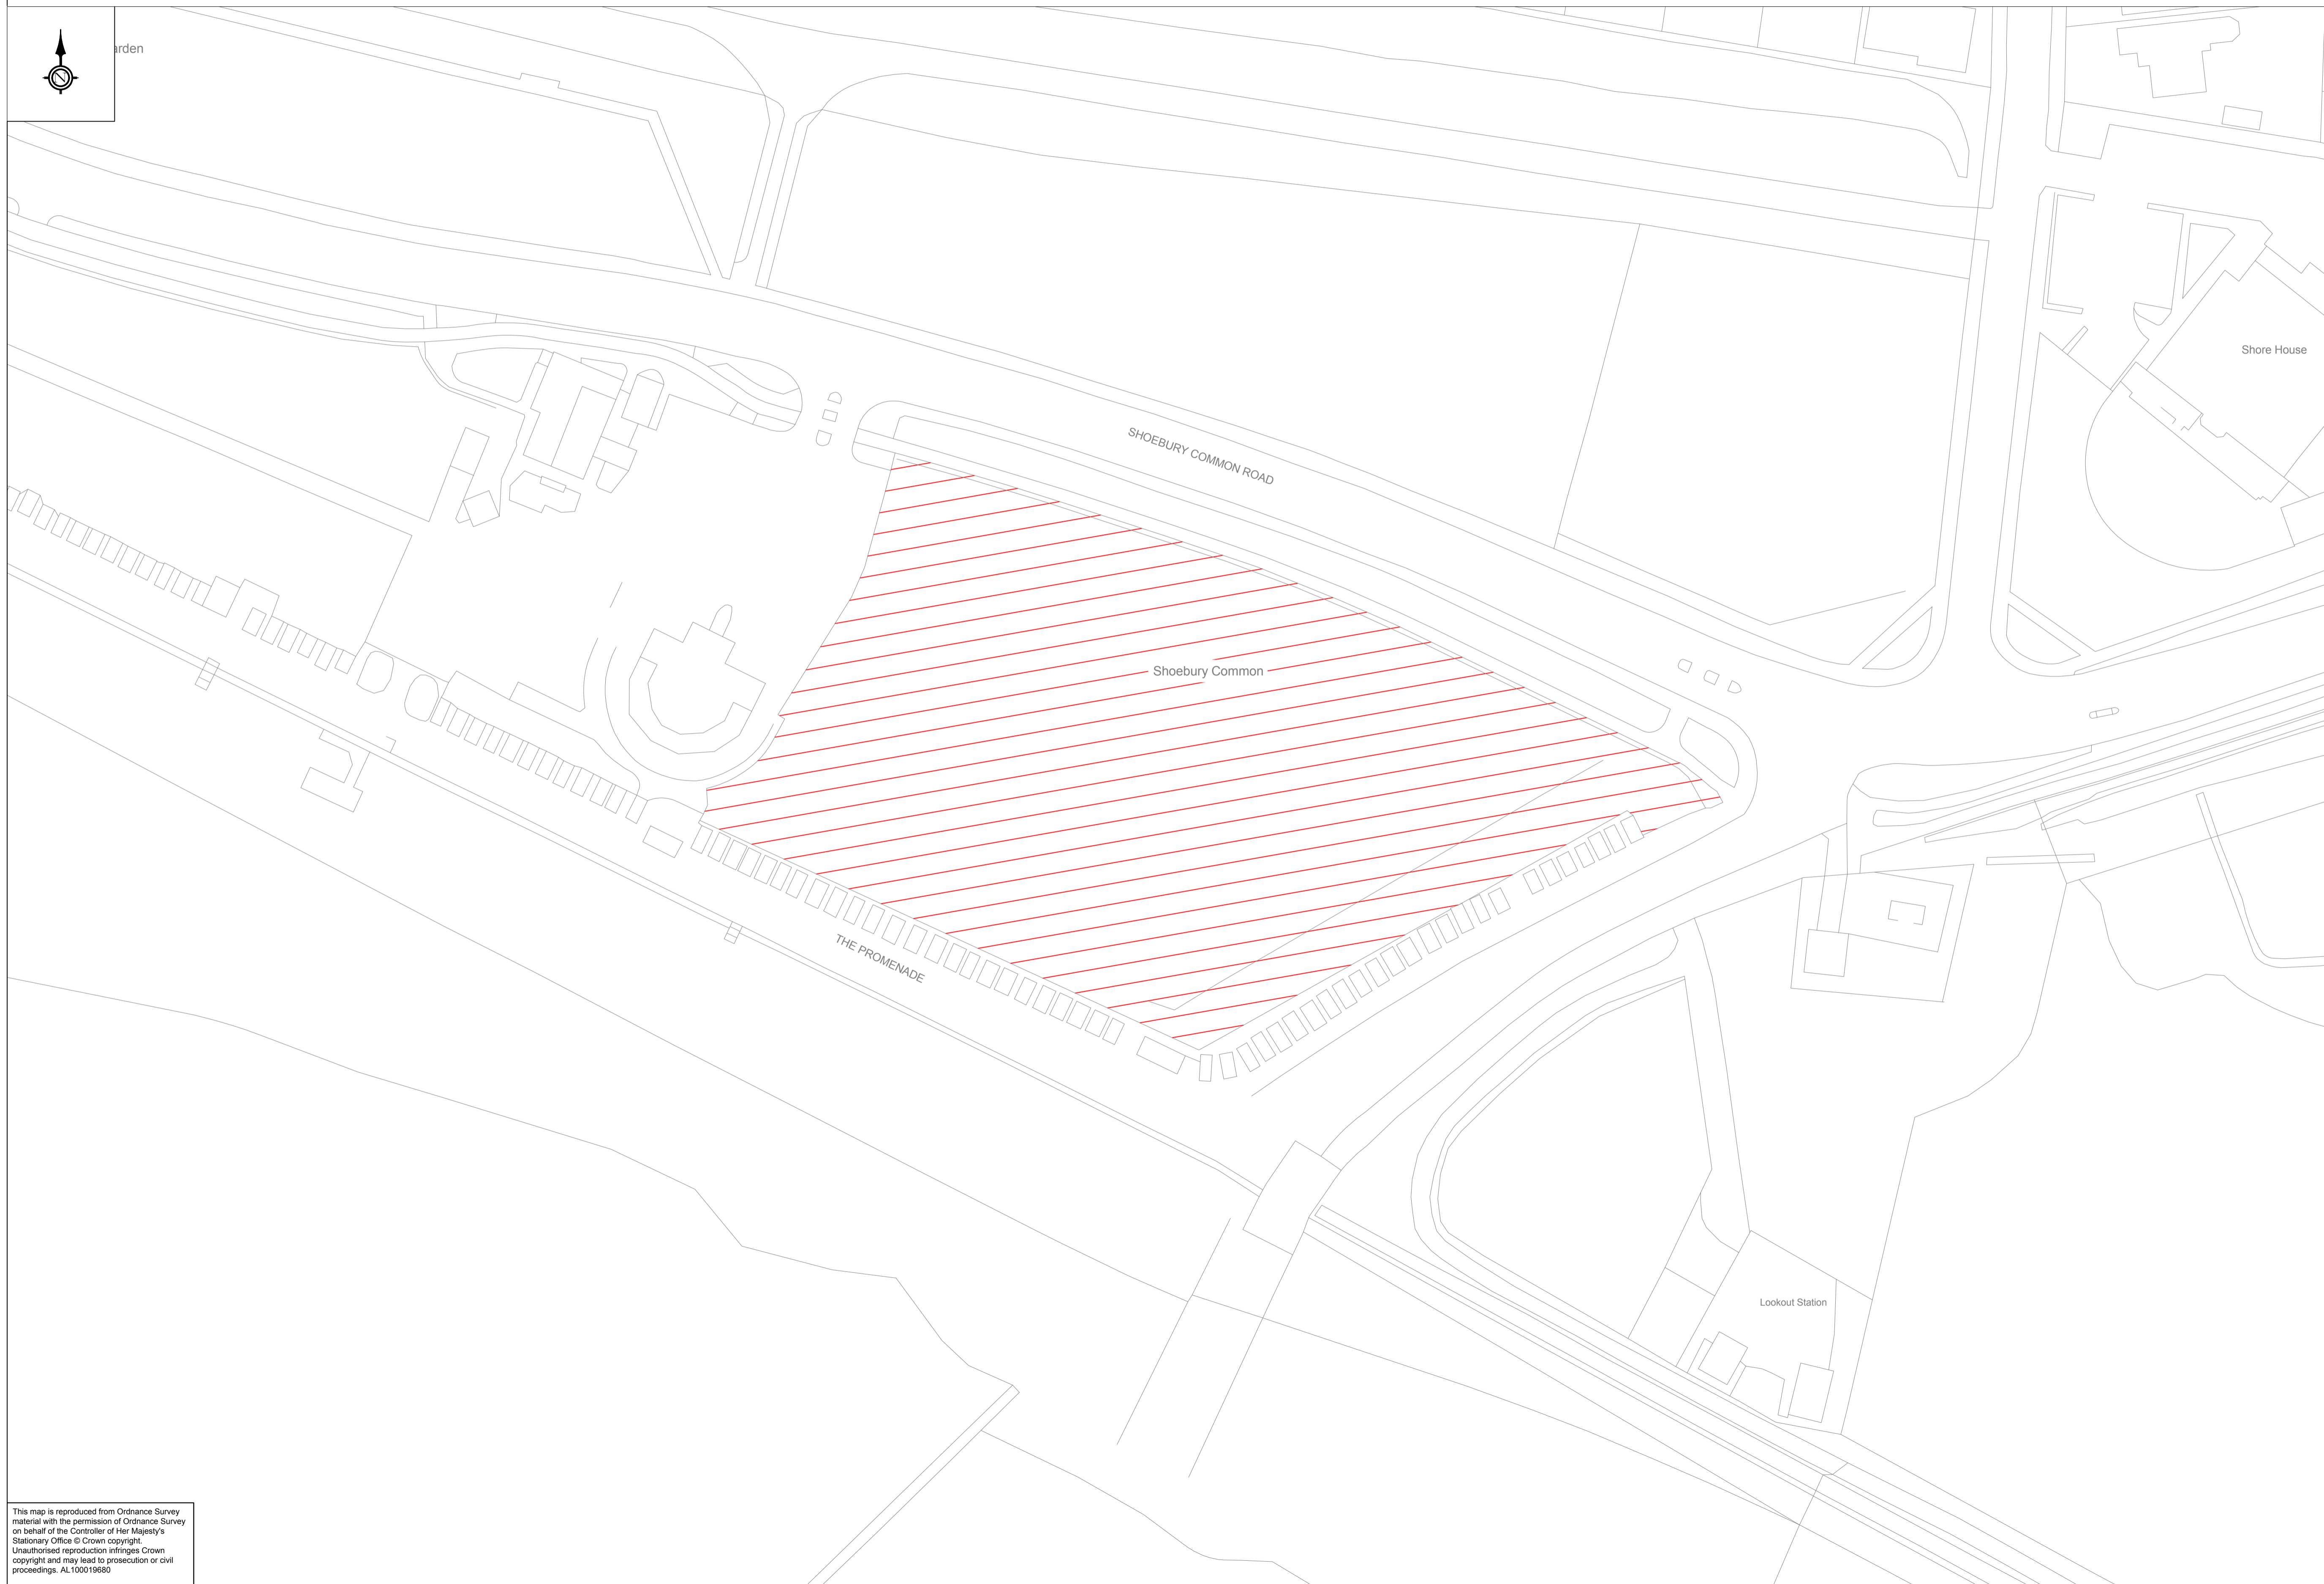 arden
SHOEBURY COMMON ROAD
Shore House
Shoebury Common
THE PROMENADE
Lookout Station
This map is reproduced from Ordnance Survey
material with the permission of Ordnance Survey
on behalf of the Controller of Her Majesty's
Stationary Office © Crown copyright.
Unauthorised reproduction infringes Crown
copyright and may lead to prosecution or civil
proceedings. AL100019680